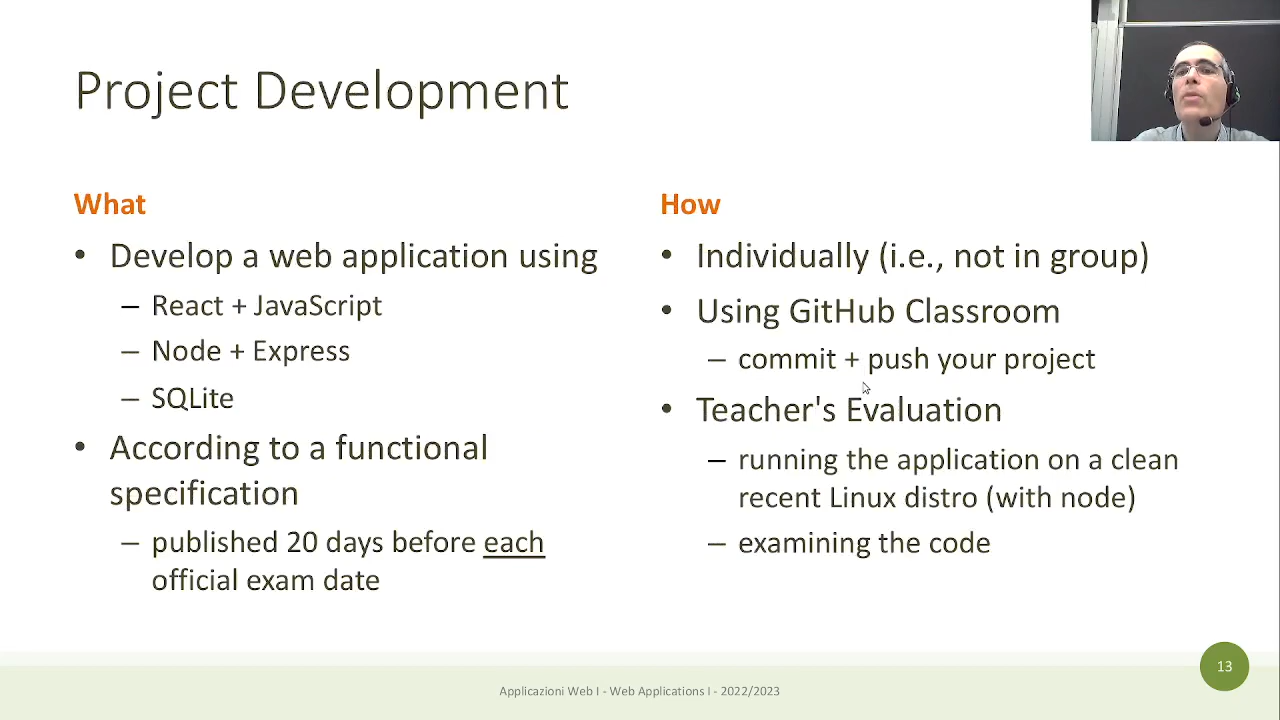 Project Development
What
• Develop a web application using
– React + JavaScript
– Node + Express
– SQLite
• According to a functional
specification
– published 20 days before each
official exam date
How
• Individually (i.e., not in group)
• Using GitHub Classroom
– commit + push your project
• Teacher's Evaluation
– running the application on a clean
recent Linux distro (with node)
– examining the code
13
Applicazioni Web I - Web Applications I - 2022/2023